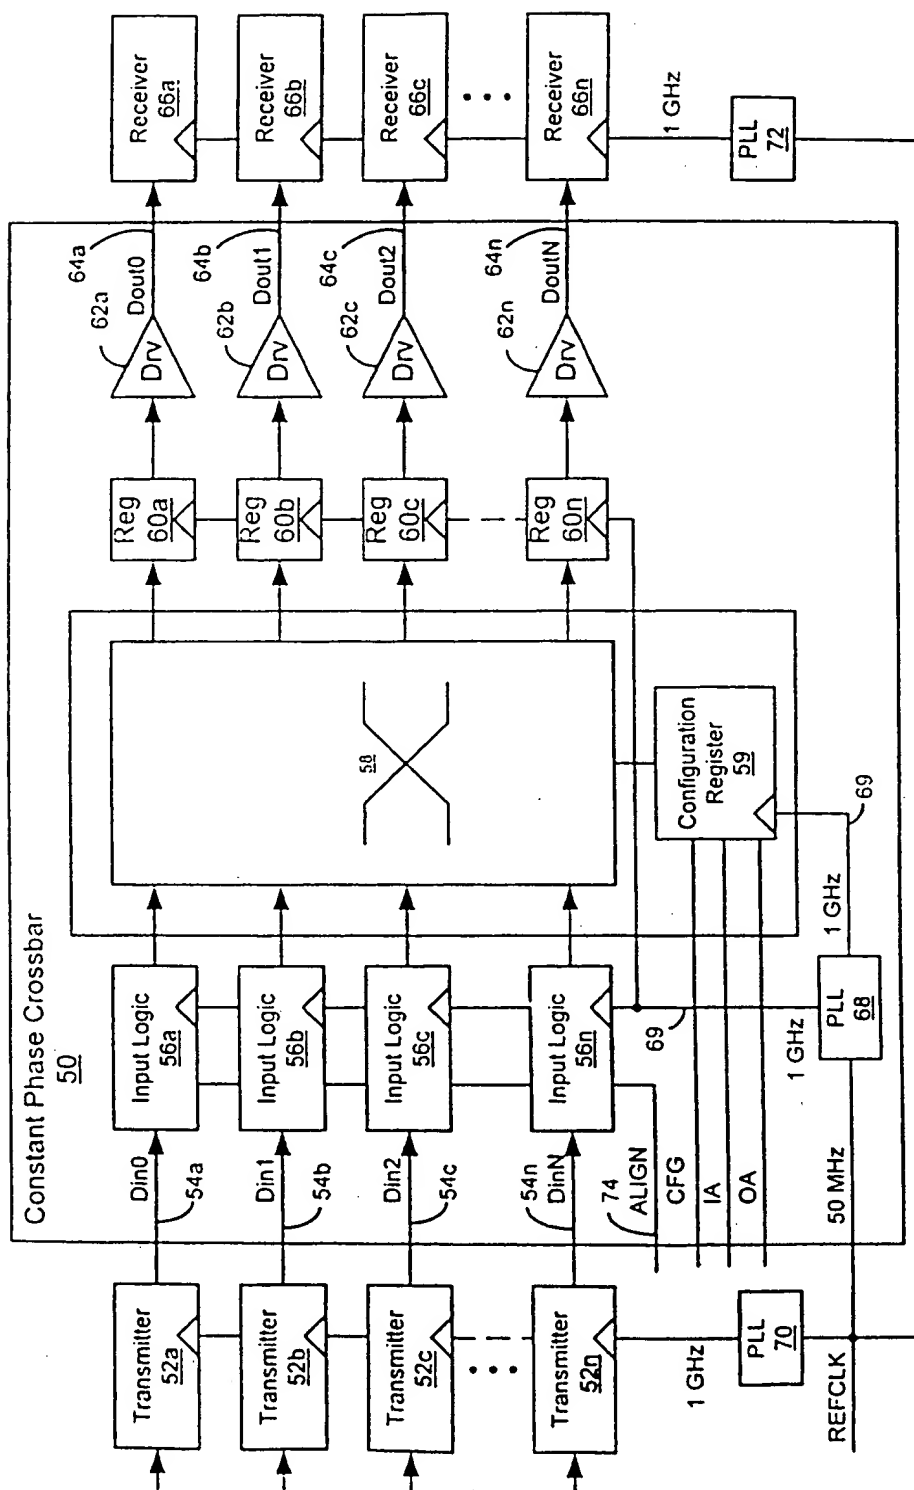 Constant Phase Crossbar
50
Transmitter
52a
Din0
54a
Input Logic
56a
Reg
60a
Drv
62a
Dout0
64a
Receiver
66a
Transmitter
52b
Din1
54b
Input Logic
56b
Reg
60b
Drv
62b
Dout1
64b
Receiver
66b
Transmitter
52c
Din2
54c
Input Logic
56c
58
Reg
60c
Drv
62c
Dout2
64c
Receiver
66c
Transmitter
52n
54n
DinN
Input Logic
56n
Reg
60n
Drv
62n
DoutN
64n
Receiver
66n
74
ALIGN
CFG
IA
OA
69
Configuration
Register
59
69
1 GHz
PLL
70
REFCLK
50 MHz
1 GHz
PLL
68
1 GHz
1 GHz
PLL
72